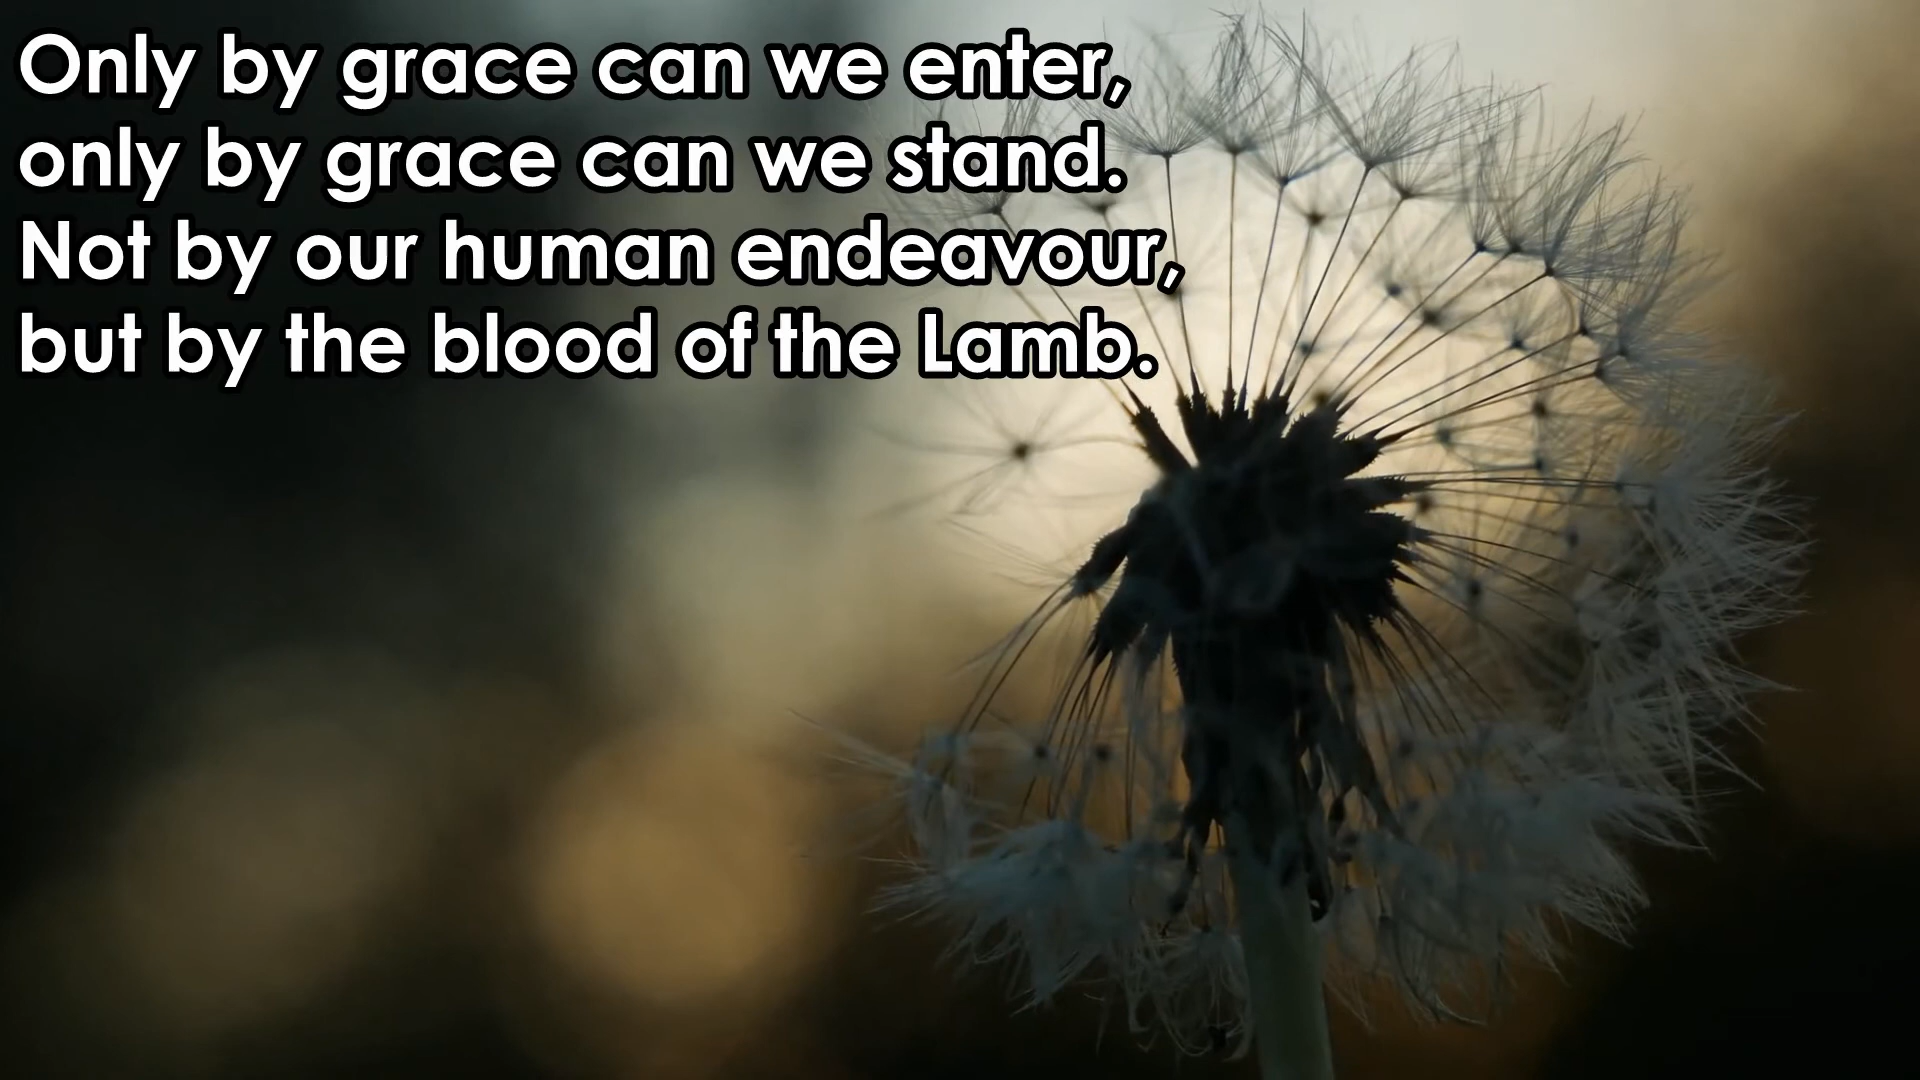 Only by grace can we enter,
only by grace can we stand.
Not by our human endeavour,
but by the blood of the Lamb.